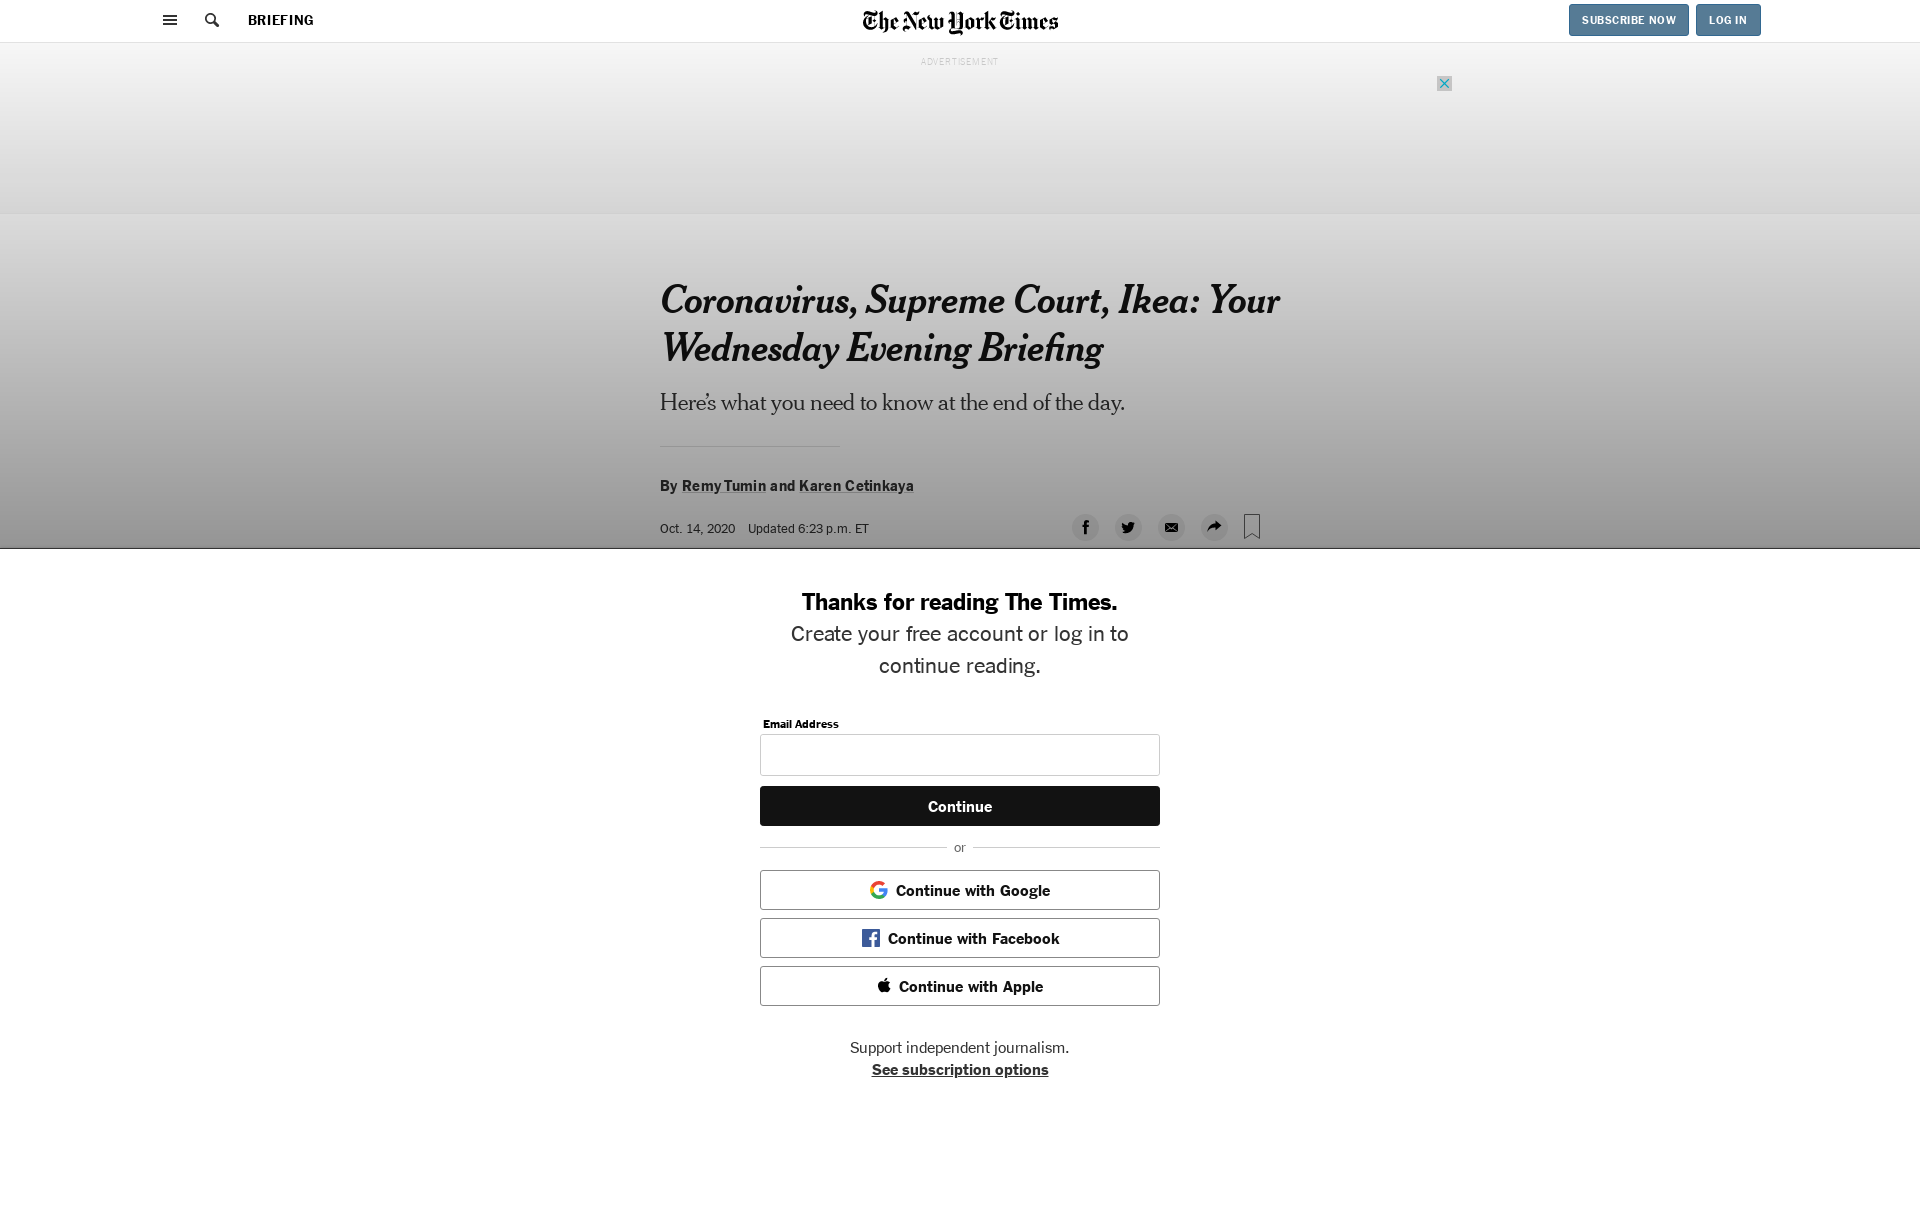 BRIEFING
The New York Times
SUBSCRIBE NOW
LOG IN
ADVERTISEMENT
Coronavirus, Supreme Court, Ikea: Your
Wednesday Evening Briefing
Here’s what you need to know at the end of the day.
By Remy Tumin and Karen Cetinkaya
Oct. 14, 2020 Updated 6:23 p.m. ET
Thanks for reading The Times.
Create your free account or log in to
continue reading.
Email Address
Continue
or
Continue with Google
Continue with Facebook
Continue with Apple
Support independent journalism.
See subscription options